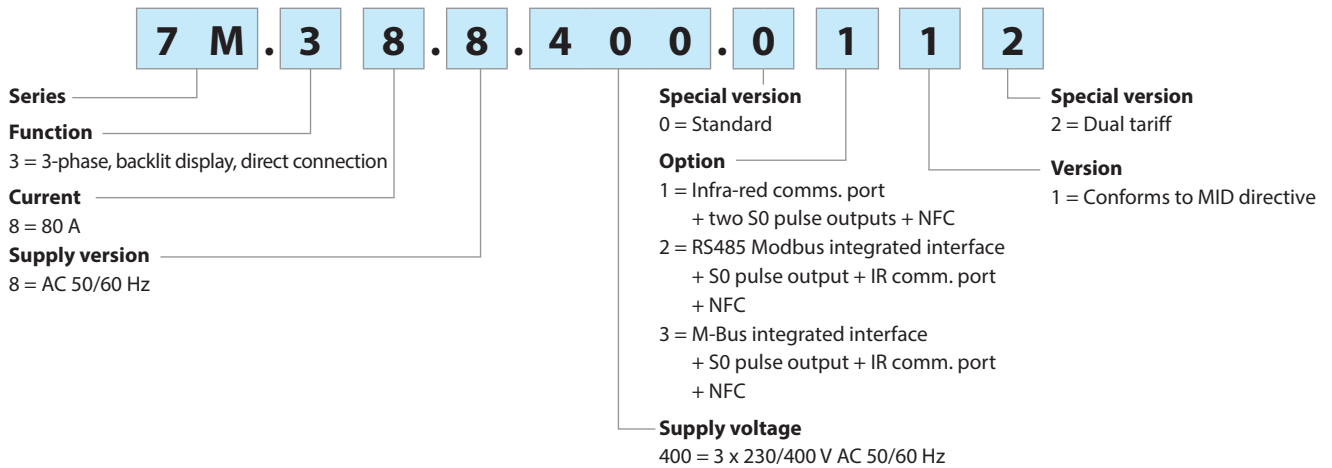 7 M . 3 8 . 8 . 4 0 0 . 0 1 1 2
Series
Function
3 = 3-phase, backlit display, direct connection
Current
8 = 80 A
Supply version
8 = AC 50/60 Hz
Special version
0 = Standard
Option
1 = Infra-red comms. port
+ two S0 pulse outputs + NFC
2 = RS485 Modbus integrated interface
+ S0 pulse output + IR comm. port
+ NFC
3 = M-Bus integrated interface
+ S0 pulse output + IR comm. port
+ NFC
Supply voltage
400 = 3 x 230/400 V AC 50/60 Hz
Special version
2 = Dual tariff
Version
1 = Conforms to MID directive